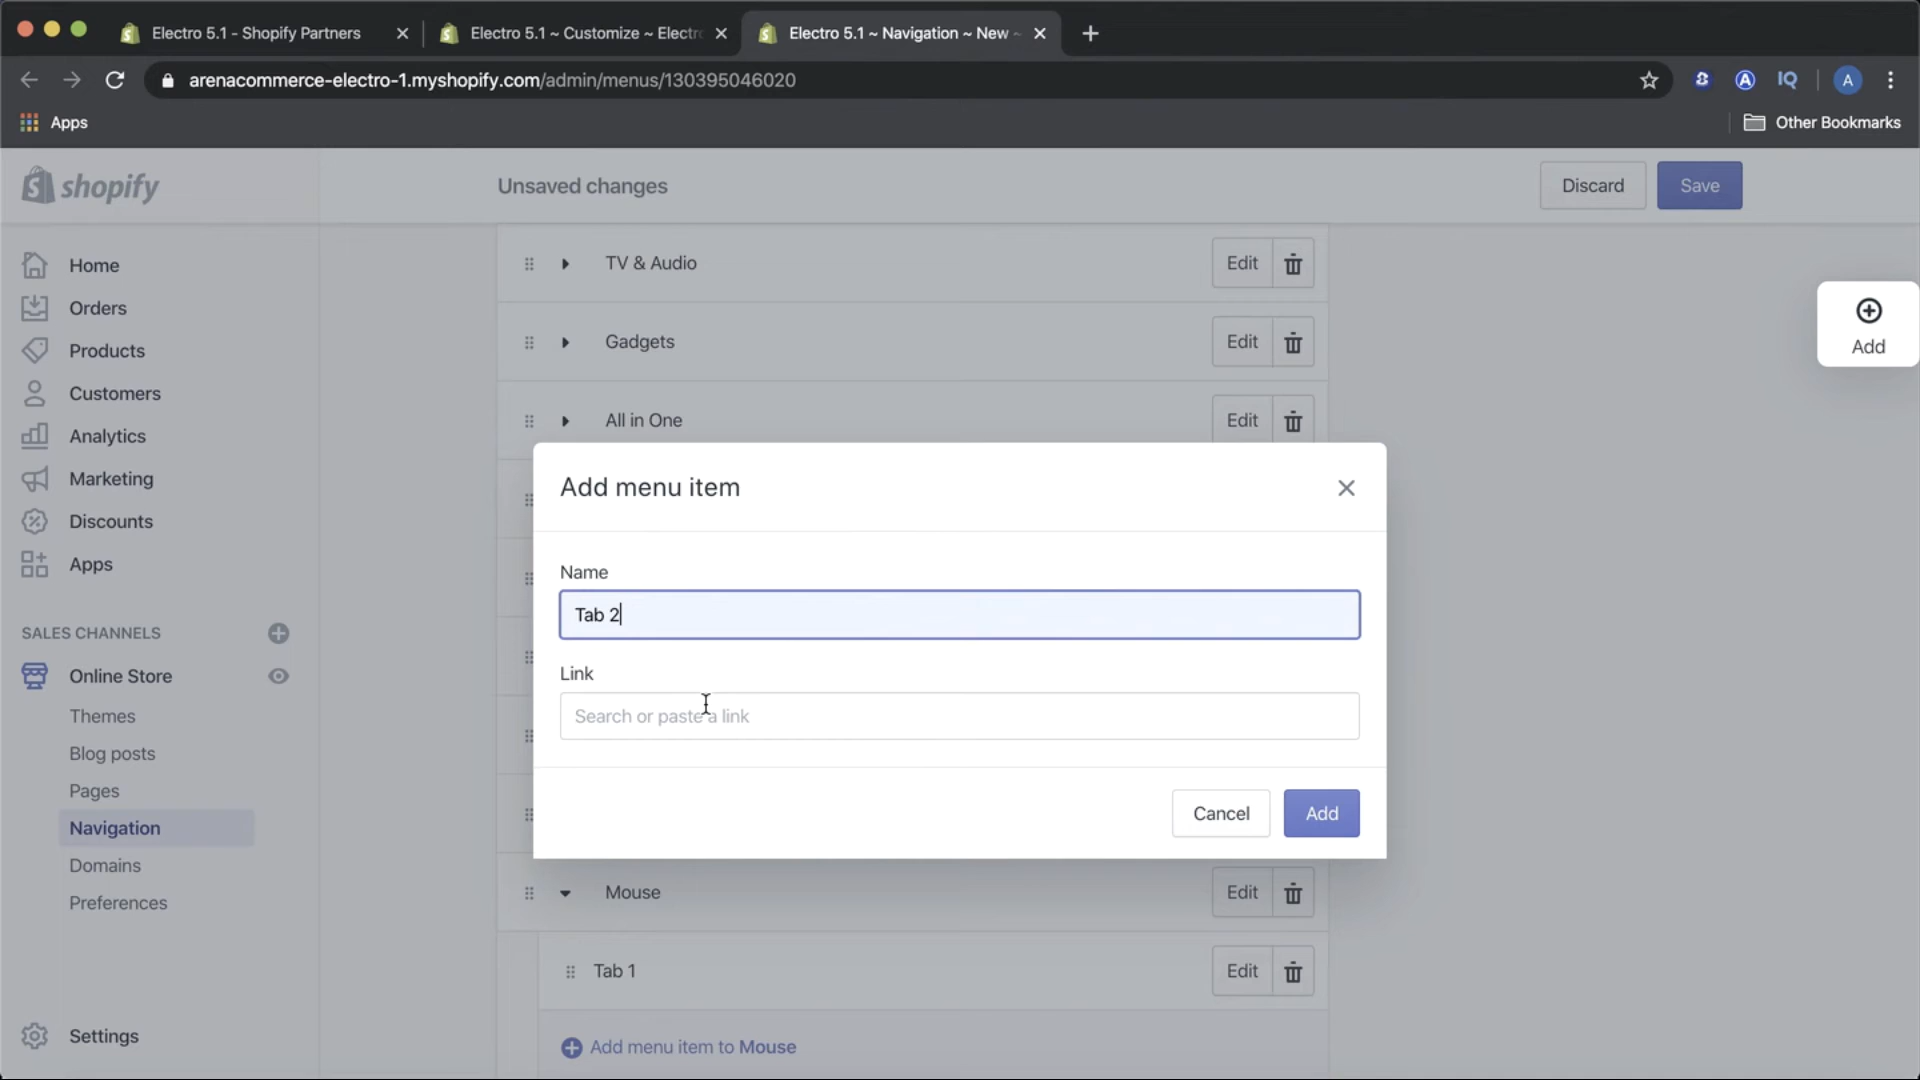 Electro 5.1 - Shopify Partners
Electro 5.1 ~ Customize ~ Electr
Electro 5.1 ~ Navigation ~ New ~
arenacommerce-electro-1.myshopify.com/admin/menus/130395046020
IQ
A
A
Apps
Other Bookmarks
shopify
Unsaved changes
Discard
Save
Home
Orders
Products
Customers
Analytics
Marketing
Discounts
Apps
SALES CHANNELS
Online Store
Themes
Blog posts
Pages
Navigation
Domains
Preferences
Settings
TV & Audio
Edit
Gadgets
Edit
All in One
Edit
Add
Add menu item
Name
Tab 2
Link
Search or paste a link
Cancel
Add
Mouse
Edit
Tab 1
Edit
Add menu item to Mouse